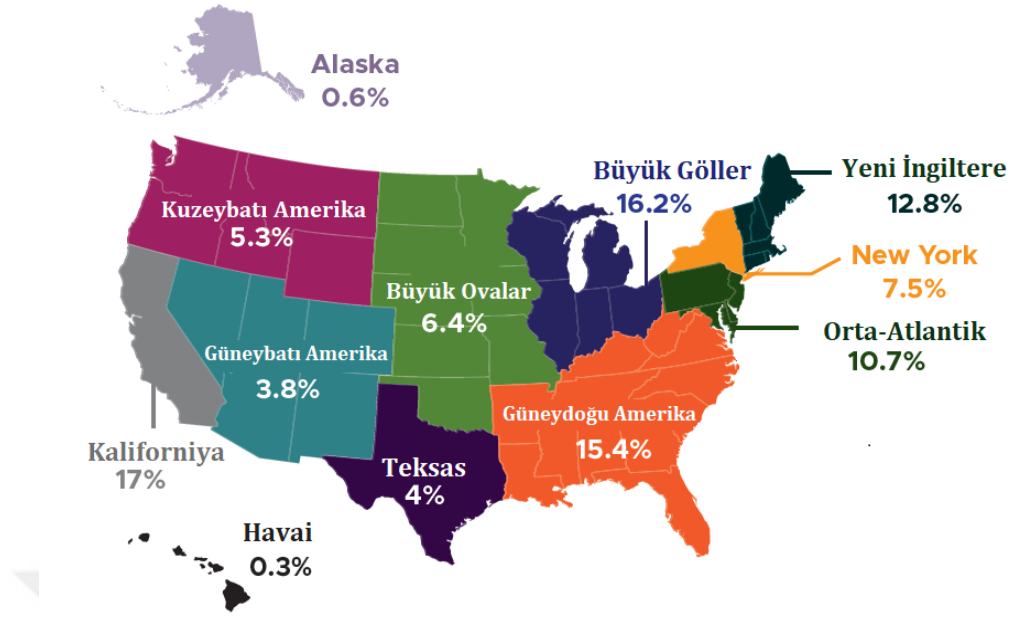 Alaska
0.6%
Büyük Göller
16.2%
Yeni İngiltere
12.8%
Kuzeybatı Amerika
5.3%
New York
7.5%
Büyük Ovalar
6.4%
Orta-Atlantik
10.7%
Güneybatı Amerika
3.8%
Güneydoğu Amerika
15.4%
Kaliforniya
17%
Teksas
4%
Havai
0.3%